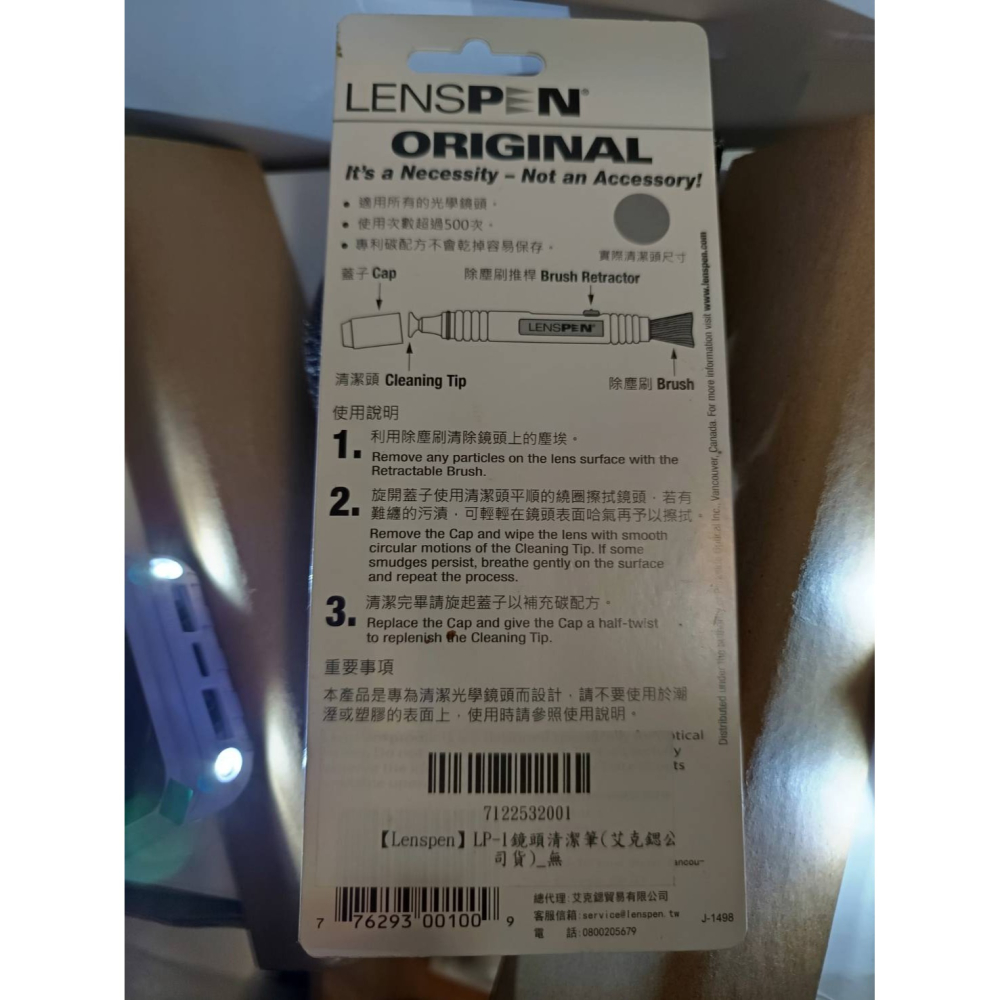 LENSPEN®
ORIGINAL
It's a Necessity – Not an Accessory!
• 適用所有的光學鏡頭。
• 使用次數超過500次。
• 專利碳配方不會乾掉容易保存。
實際清潔頭尺寸
蓋子 Cap
除塵刷推桿 Brush Retractor
LENSPEN®
清潔頭 Cleaning Tip
除塵刷 Brush
使用說明
1. 利用除塵刷清除鏡頭上的塵埃。
Remove any particles on the lens surface with the
Retractable Brush.
2. 旋開蓋子使用清潔頭平順的繞圈擦拭鏡頭，若有
難纏的污漬，可輕輕在鏡頭表面哈氣再予以擦拭。
Remove the Cap and wipe the lens with smooth
circular motions of the Cleaning Tip. If some
smudges persist, breathe gently on the surface
and repeat the process.
3. 清潔完畢請旋起蓋子以補充碳配方。
Replace the Cap and give the Cap a half-twist
to replenish the Cleaning Tip.
重要事項
本產品是專為清潔光學鏡頭而設計，請不要使用於潮
溼或塑膠的表面上，使用時請參照使用說明。
tical
y
ts
7122532001
【Lenspen】LP-1鏡頭清潔筆(艾克鍶公
司貨)_無
ancou
7 76293 00100 9
總代理:艾克鍶貿易有限公司
客服信箱:service@lenspen.tw
電　話:0800205679
J-1498
Distributed under the Inc., Vancouver, Canada. For more information visit www.lenspen.com